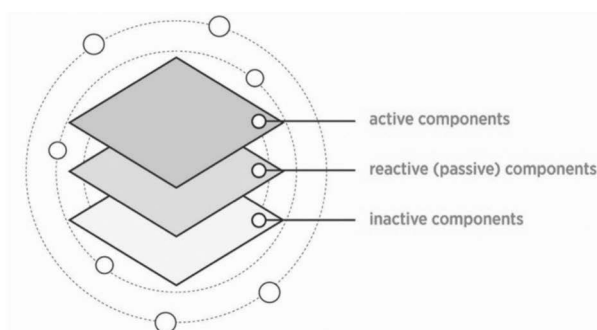 active components
reactive (passive) components
inactive components